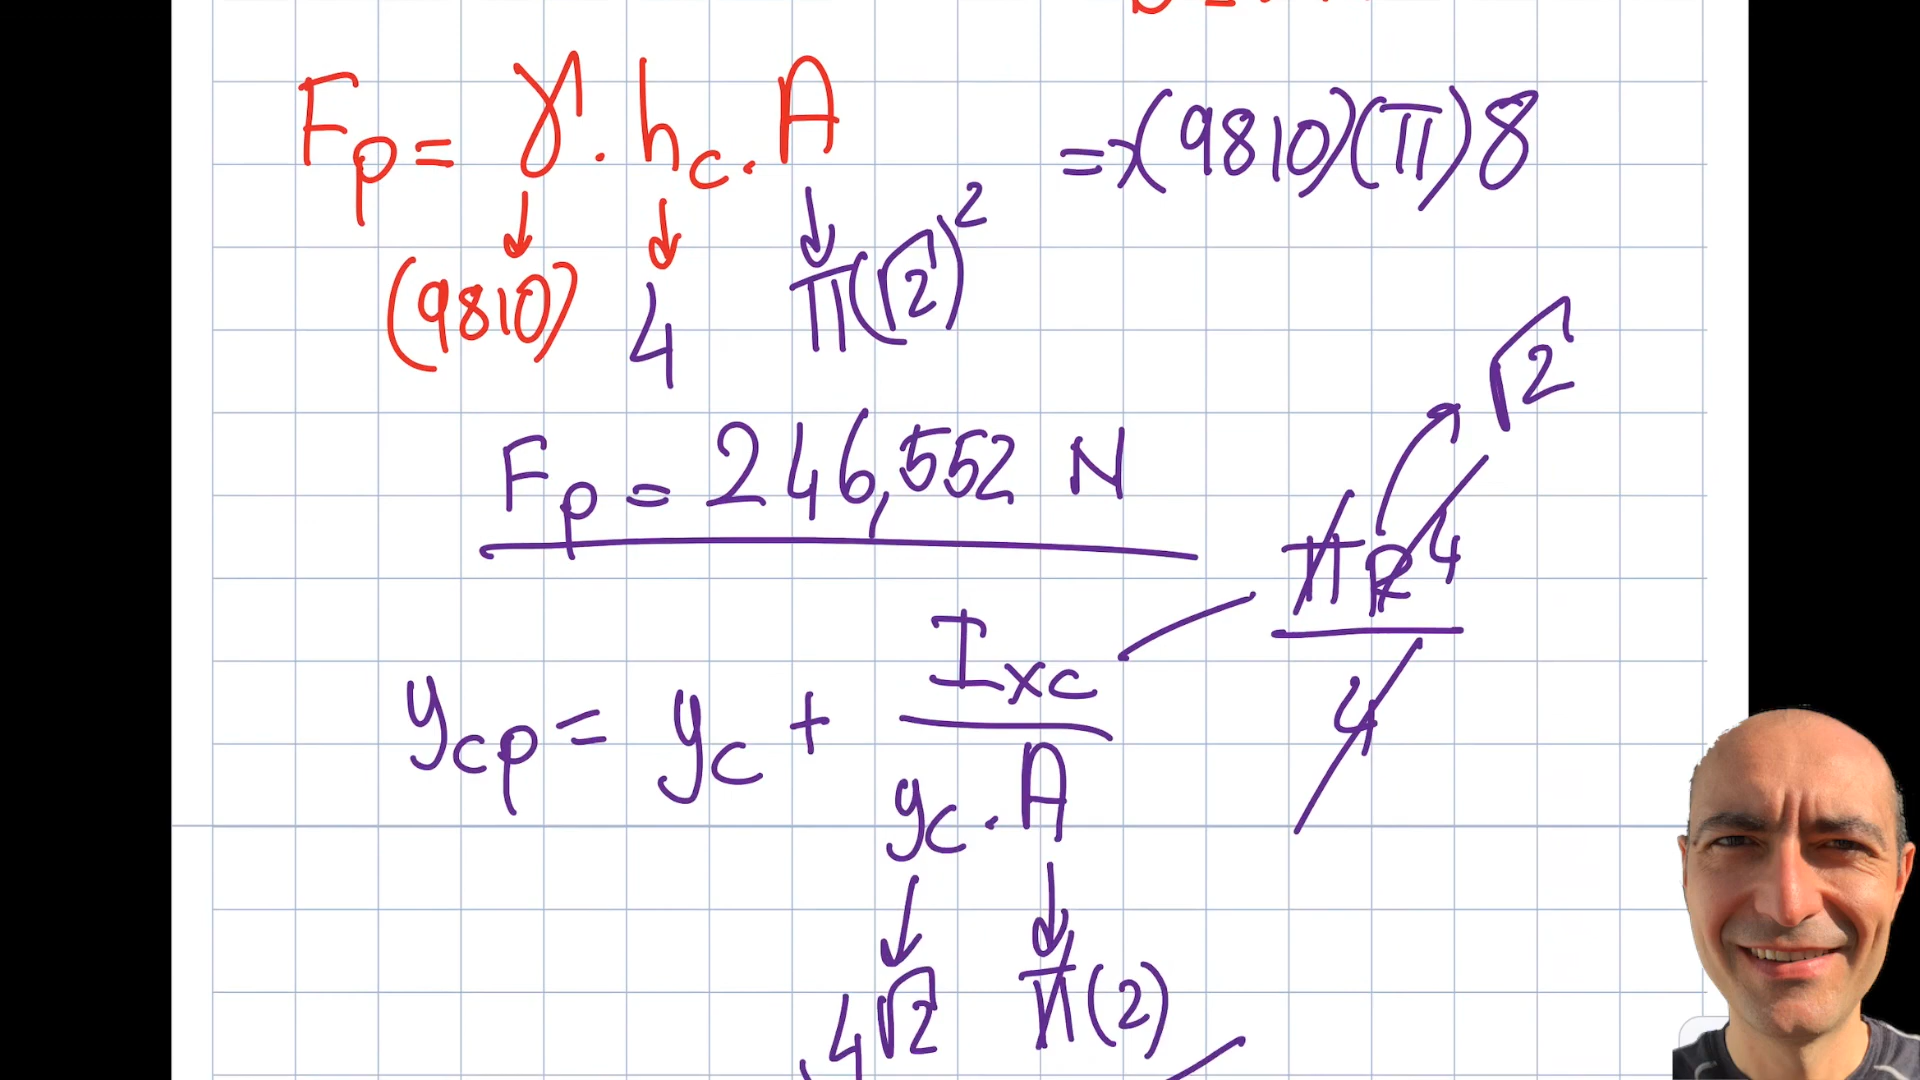 Fp = γ . hc . A = (9810)(π) 8
(9810) 4 π(√2)²
√2
Fp = 246,552 N
πR⁴
4
ycp = yc + Ixc
yc . A
4√2 π(2)